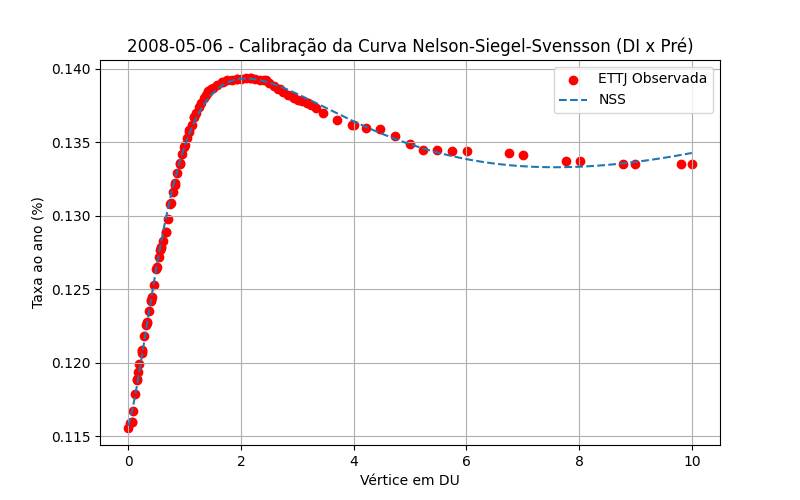 2008-05-06 - Calibração da Curva Nelson-Siegel-Svensson (DI x Pré)
ETTJ Observada
NSS
Taxa ao ano (%)
0.140
0.135
0.130
0.125
0.120
0.115
0
2
4
6
8
10
Vértice em DU